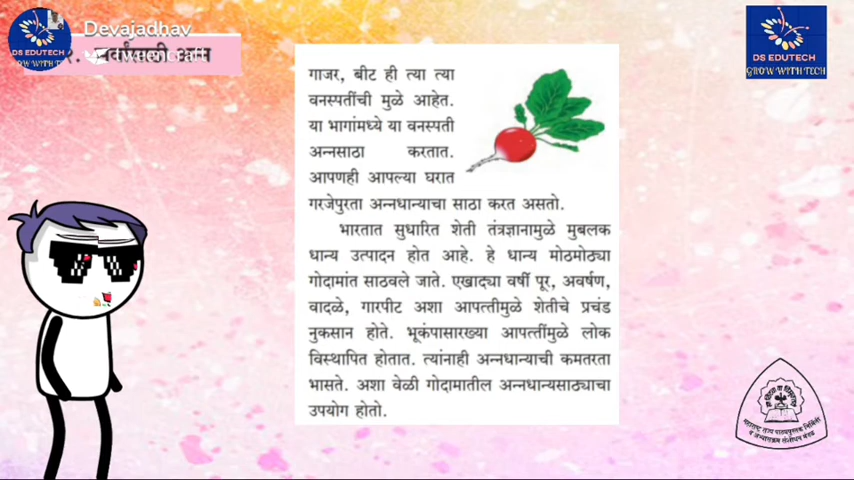 Devajadhav
DS EDUTECH
GROW WITH TECH
DS EDUTECH
GROW WITH TECH
गाजर, बीट ही त्या त्या
वनस्पतींची मुळे आहेत.
या भागांमध्ये या वनस्पती
अन्नसाठा करतात.
आपणही आपल्या घरात
गरजेपुरता अन्नधान्याचा साठा करत असतो.
भारतात सुधारित शेती तंत्रज्ञानामुळे मुबलक
धान्य उत्पादन होत आहे. हे धान्य मोठमोठ्या
गोदामांत साठवले जाते. एखाद्या वर्षी पूर, अवर्षण,
वादळे, गारपीट अशा आपत्तीमुळे शेतीचे प्रचंड
नुकसान होते. भूकंपासारख्या आपत्तींमुळे लोक
विस्थापित होतात. त्यांनाही अन्नधान्याची कमतरता
भासते. अशा वेळी गोदामातील अन्नधान्यसाठ्याचा
उपयोग होतो.